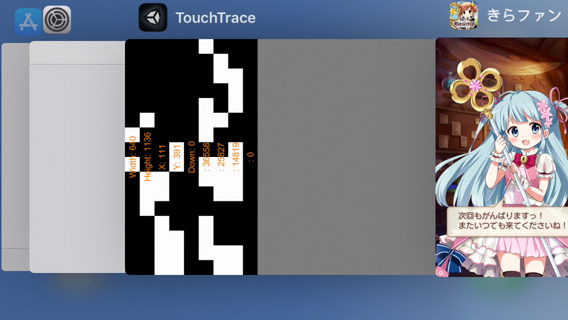 TouchTrace
きらファン
Width: 640
Height: 1136
X: 111
Y: 391
Down: 0
: 30558
: 25827
: 14819
: 0
次回もがんばりますっ！
またいつでも来てくださいね！